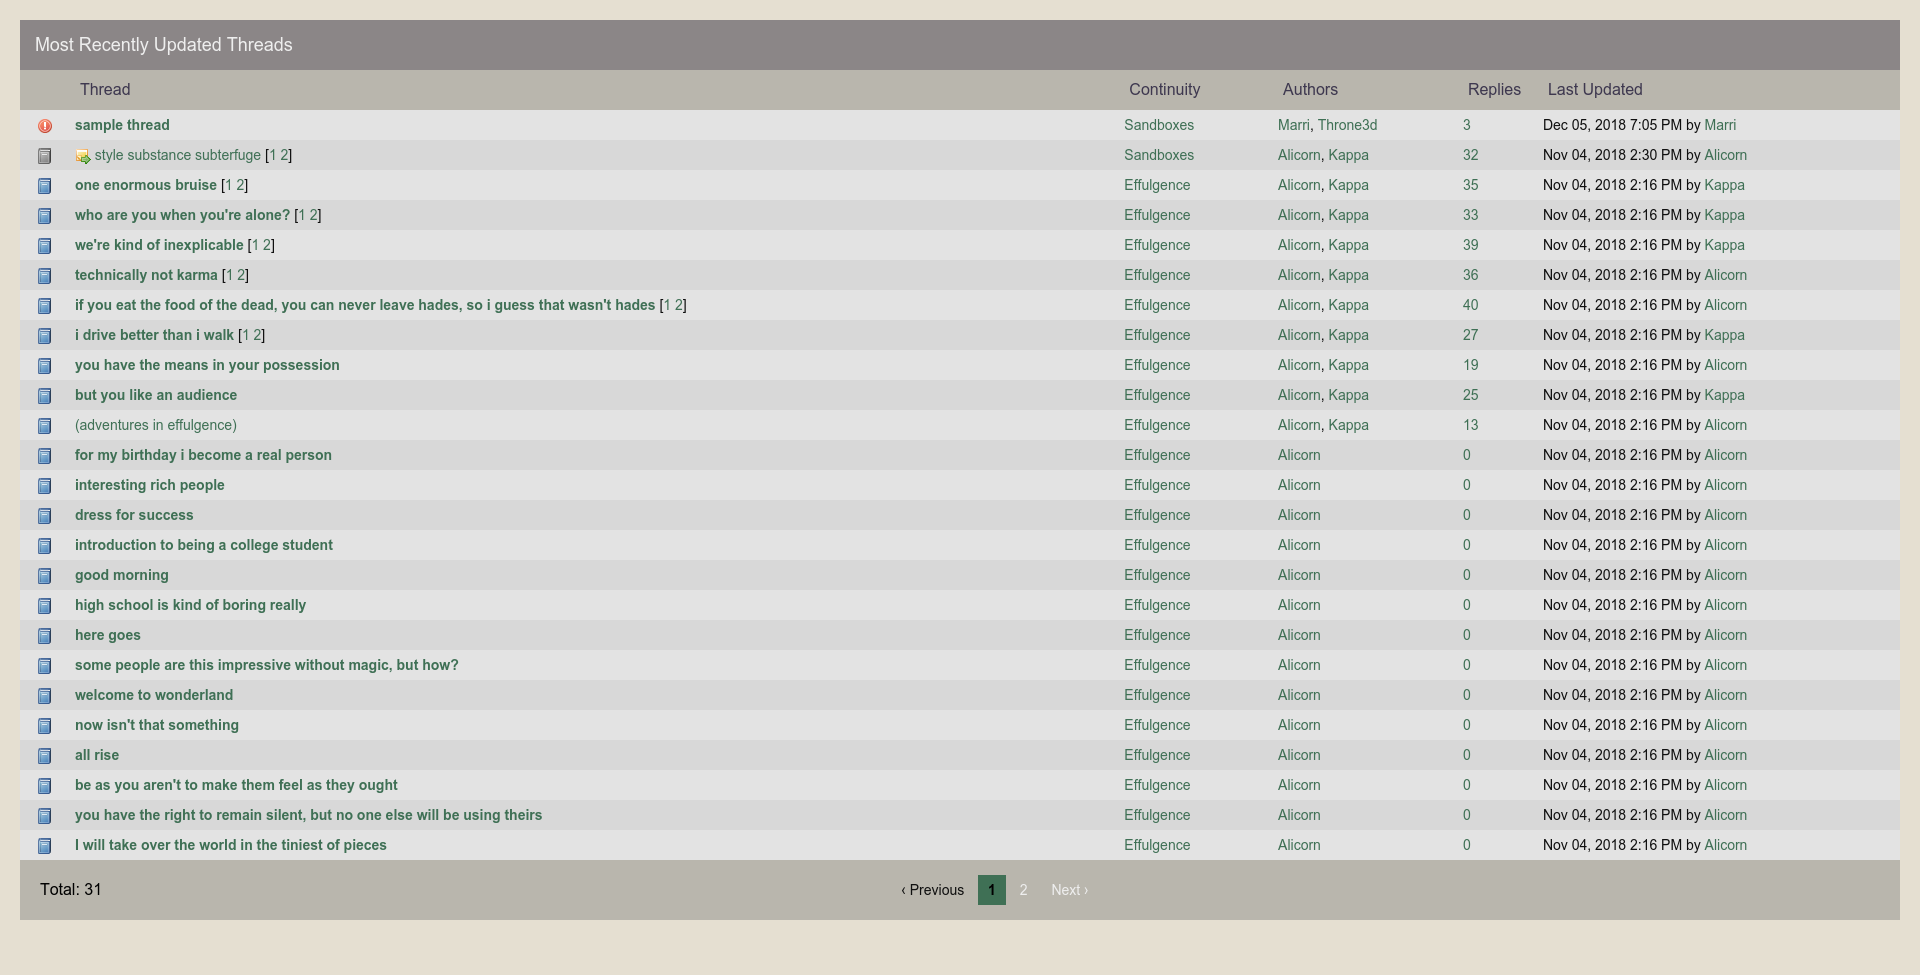 Most Recently Updated Threads
Thread Continuity Authors Replies Last Updated
sample thread Sandboxes Marri, Throne3d 3 Dec 05, 2018 7:05 PM by Marri
style substance subterfuge [1 2] Sandboxes Alicorn, Kappa 32 Nov 04, 2018 2:30 PM by Alicorn
one enormous bruise [1 2] Effulgence Alicorn, Kappa 35 Nov 04, 2018 2:16 PM by Kappa
who are you when you're alone? [1 2] Effulgence Alicorn, Kappa 33 Nov 04, 2018 2:16 PM by Kappa
we're kind of inexplicable [1 2] Effulgence Alicorn, Kappa 39 Nov 04, 2018 2:16 PM by Kappa
technically not karma [1 2] Effulgence Alicorn, Kappa 36 Nov 04, 2018 2:16 PM by Alicorn
if you eat the food of the dead, you can never leave hades, so i guess that wasn't hades [1 2] Effulgence Alicorn, Kappa 40 Nov 04, 2018 2:16 PM by Alicorn
i drive better than i walk [1 2] Effulgence Alicorn, Kappa 27 Nov 04, 2018 2:16 PM by Kappa
you have the means in your possession Effulgence Alicorn, Kappa 19 Nov 04, 2018 2:16 PM by Alicorn
but you like an audience Effulgence Alicorn, Kappa 25 Nov 04, 2018 2:16 PM by Kappa
(adventures in effulgence) Effulgence Alicorn, Kappa 13 Nov 04, 2018 2:16 PM by Alicorn
for my birthday i become a real person Effulgence Alicorn 0 Nov 04, 2018 2:16 PM by Alicorn
interesting rich people Effulgence Alicorn 0 Nov 04, 2018 2:16 PM by Alicorn
dress for success Effulgence Alicorn 0 Nov 04, 2018 2:16 PM by Alicorn
introduction to being a college student Effulgence Alicorn 0 Nov 04, 2018 2:16 PM by Alicorn
good morning Effulgence Alicorn 0 Nov 04, 2018 2:16 PM by Alicorn
high school is kind of boring really Effulgence Alicorn 0 Nov 04, 2018 2:16 PM by Alicorn
here goes Effulgence Alicorn 0 Nov 04, 2018 2:16 PM by Alicorn
some people are this impressive without magic, but how? Effulgence Alicorn 0 Nov 04, 2018 2:16 PM by Alicorn
welcome to wonderland Effulgence Alicorn 0 Nov 04, 2018 2:16 PM by Alicorn
now isn't that something Effulgence Alicorn 0 Nov 04, 2018 2:16 PM by Alicorn
all rise Effulgence Alicorn 0 Nov 04, 2018 2:16 PM by Alicorn
be as you aren't to make them feel as they ought Effulgence Alicorn 0 Nov 04, 2018 2:16 PM by Alicorn
you have the right to remain silent, but no one else will be using theirs Effulgence Alicorn 0 Nov 04, 2018 2:16 PM by Alicorn
I will take over the world in the tiniest of pieces Effulgence Alicorn 0 Nov 04, 2018 2:16 PM by Alicorn
Total: 31 ‹ Previous 1 2 Next ›